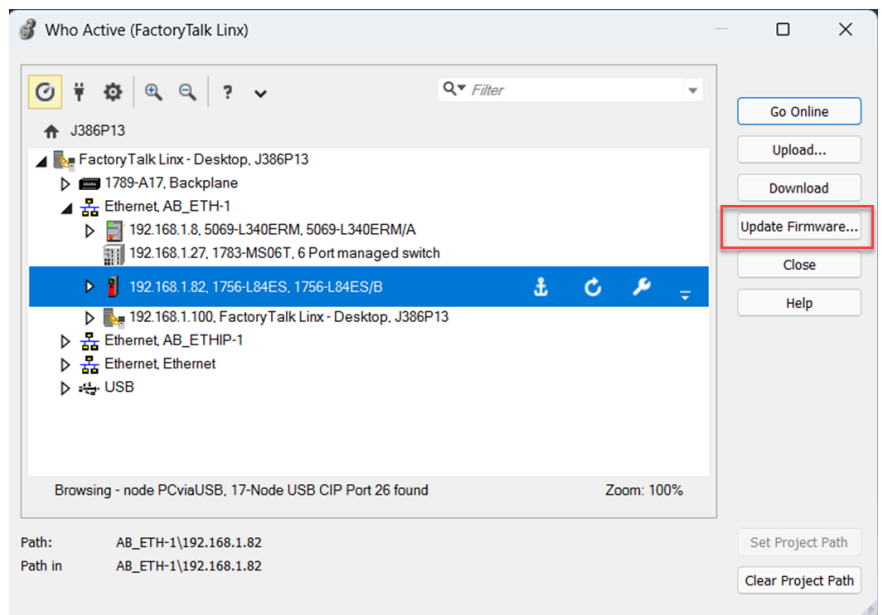 Who Active (FactoryTalk Linx)
Filter
J386P13
FactoryTalk Linx - Desktop, J386P13
1789-A17, Backplane
Ethernet, AB_ETH-1
192.168.1.8, 5069-L340ERM, 5069-L340ERM/A
192.168.1.27, 1783-MS06T, 6 Port managed switch
192.168.1.82, 1756-L84ES, 1756-L84ES/B
192.168.1.100, FactoryTalk Linx - Desktop, J386P13
Ethernet, AB_ETHIP-1
Ethernet, Ethernet
USB
Browsing - node PCviaUSB, 17-Node USB CIP Port 26 found
Zoom: 100%
Go Online
Upload...
Download
Update Firmware...
Close
Help
Path: AB_ETH-1\192.168.1.82
Path in AB_ETH-1\192.168.1.82
Set Project Path
Clear Project Path